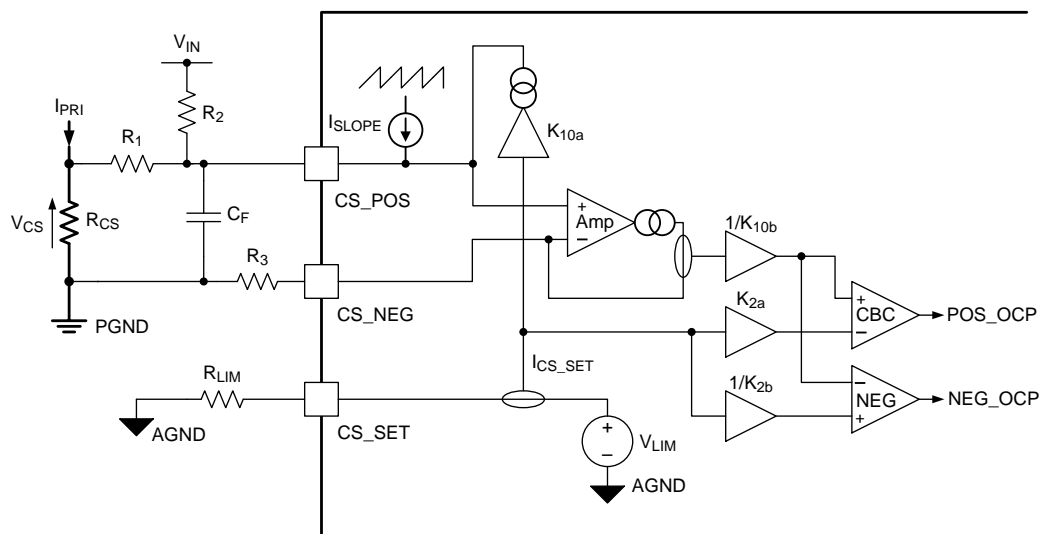 V_IN
I_PRI
R_2
R_1
I_SLOPE
K_10a
CS_POS
V_CS
R_CS
C_F
+
Amp
−
1/K_10b
R_3
CS_NEG
K_2a
+
CBC
−
POS_OCP
PGND
I_CS_SET
R_LIM
1/K_2b
−
NEG
+
NEG_OCP
AGND
CS_SET
+
−
V_LIM
AGND